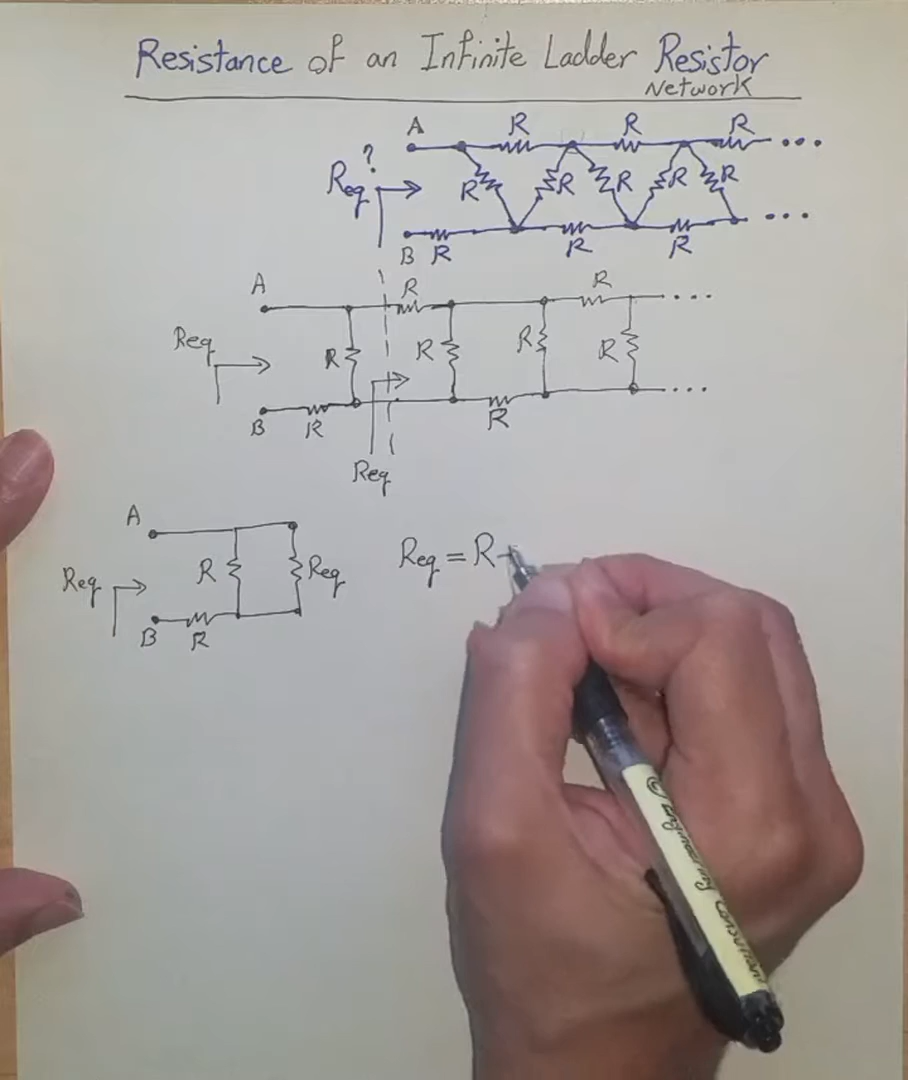 Resistance of an Infinite Ladder Resistor
Network
A R R R
? Req R R R R R ...
B R R R ...
A R R
Req R R R R ...
B R R ...
Req
A
Req R Req
B R
Req = R